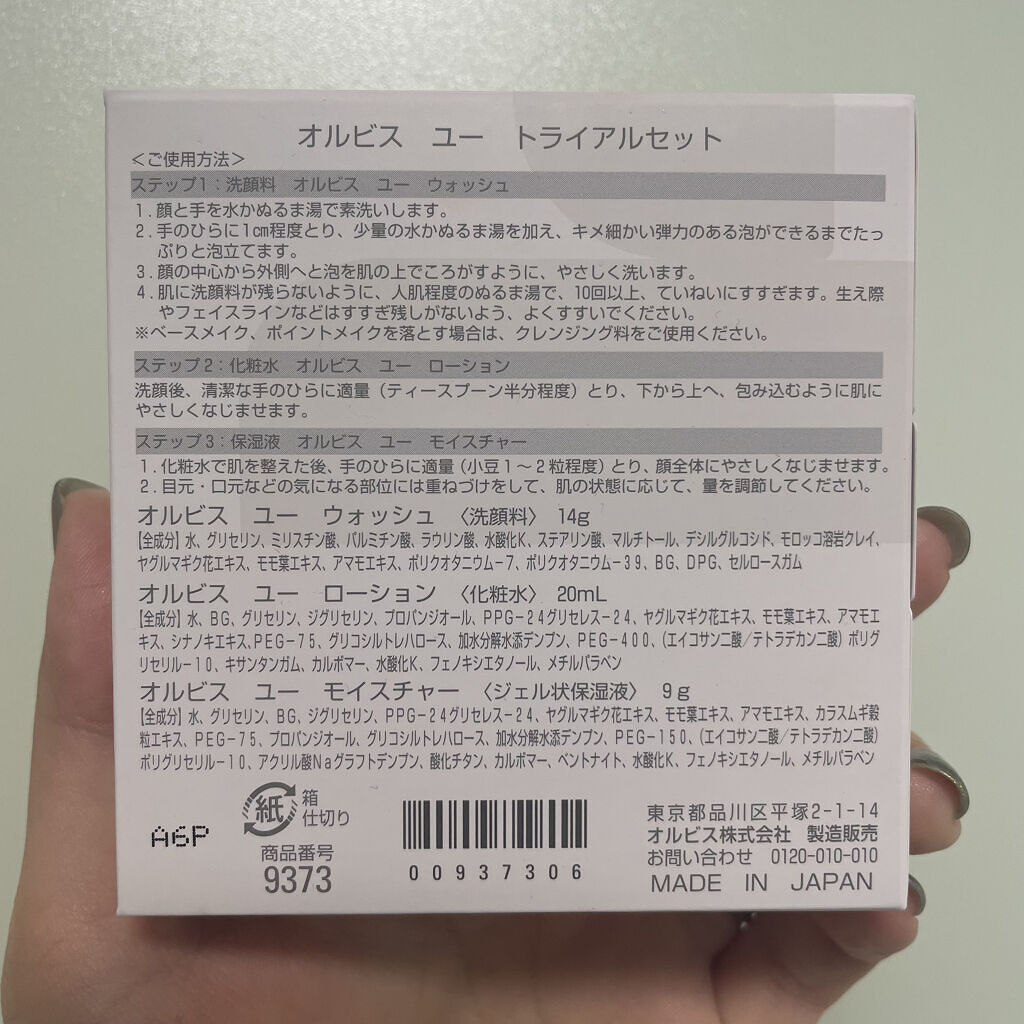 オルビス ユー トライアルセット
<ご使用方法>
ステップ1：洗顔料 オルビス ユー ウォッシュ
1．顔と手を水かぬるま湯で素洗いします。
2．手のひらに1cm程度とり、少量の水かぬるま湯を加え、キメ細かい弾力のある泡ができるまでたっ
ぷりと泡立てます。
3．顔の中心から外側へと泡を肌の上でころがすように、やさしく洗います。
4．肌に洗顔料が残らないように、人肌程度のぬるま湯で、10回以上、ていねいにすすぎます。生え際
やフェイスラインなどはすすぎ残しがないよう、よくすすいでください。
※ベースメイク、ポイントメイクを落とす場合は、クレンジング料をご使用ください。
ステップ2：化粧水 オルビス ユー ローション
洗顔後、清潔な手のひらに適量（ティースプーン半分程度）とり、下から上へ、包み込むように肌に
やさしくなじませます。
ステップ3：保湿液 オルビス ユー モイスチャー
1．化粧水で肌を整えた後、手のひらに適量（小豆1～2粒程度）とり、顔全体にやさしくなじませます。
2．目元・口元などの気になる部位には重ねづけをして、肌の状態に応じて、量を調節してください。
オルビス ユー ウォッシュ 〈洗顔料〉 14g
【全成分】水、グリセリン、ミリスチン酸、パルミチン酸、ラウリン酸、水酸化K、ステアリン酸、マルチトール、デシルグルコシド、モロッコ溶岩クレイ、
ヤグルマギク花エキス、モモ葉エキス、アマモエキス、ポリクオタニウム-7、ポリクオタニウム-39、BG、DPG、セルロースガム
オルビス ユー ローション 〈化粧水〉 20mL
【全成分】水、BG、グリセリン、ジグリセリン、プロパンジオール、PPG-24グリセレス-24、ヤグルマギク花エキス、モモ葉エキス、アマモエ
キス、シナノキエキス、PEG-75、グリコシルトレハロース、加水分解水添デンプン、PEG-400、（エイコサン二酸／テトラデカン二酸）ポリグ
リセリル-10、キサンタンガム、カルボマー、水酸化K、フェノキシエタノール、メチルパラベン
オルビス ユー モイスチャー 〈ジェル状保湿液〉 9g
【全成分】水、グリセリン、BG、ジグリセリン、PPG-24グリセレス-24、ヤグルマギク花エキス、モモ葉エキス、アマモエキス、カラスムギ穀
粒エキス、PEG-75、プロパンジオール、グリコシルトレハロース、加水分解水添デンプン、PEG-150、（エイコサン二酸／テトラデカン二酸）
ポリグリセリル-10、アクリル酸Naグラフトデンプン、酸化チタン、カルボマー、ベントナイト、水酸化K、フェノキシエタノール、メチルパラベン
A6P
紙
箱
仕切り
商品番号
9373
00937306
東京都品川区平塚2-1-14
オルビス株式会社 製造販売
お問い合わせ 0120-010-010
MADE IN JAPAN